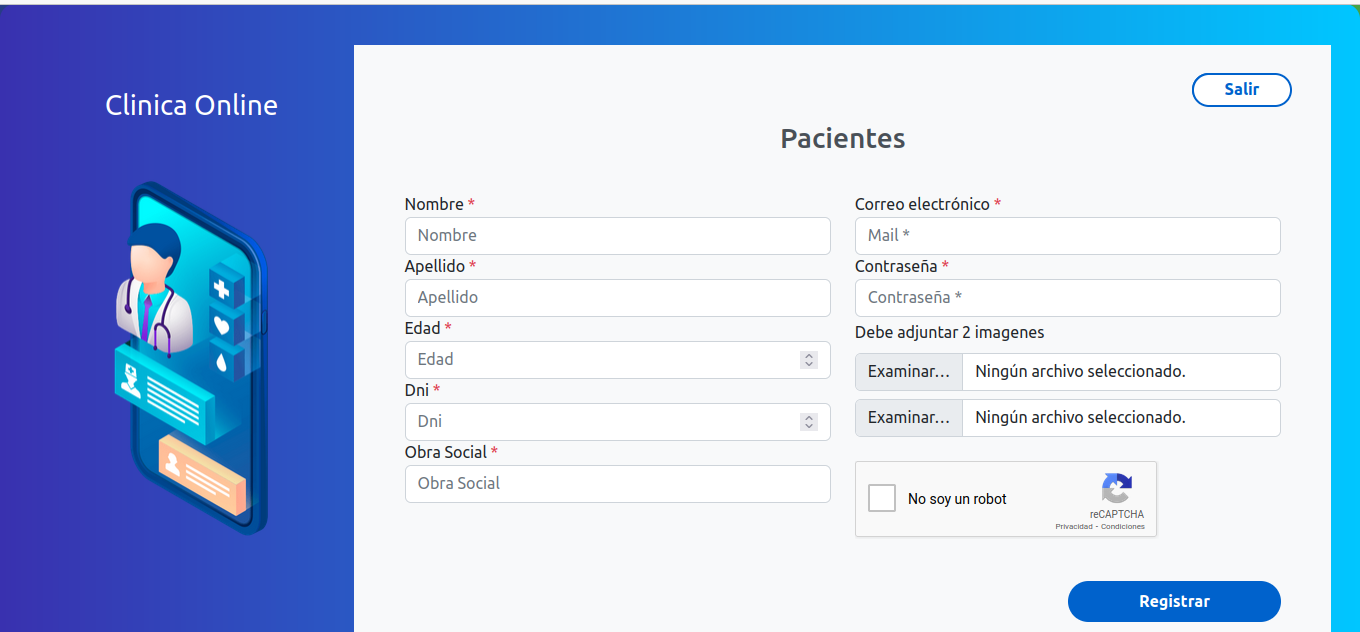 Clinica Online
Salir
Pacientes
Nombre *
Nombre
Apellido *
Apellido
Edad *
Edad
Dni *
Dni
Obra Social *
Obra Social
Correo electrónico *
Mail *
Contraseña *
Contraseña *
Debe adjuntar 2 imagenes
Examinar... Ningún archivo seleccionado.
Examinar... Ningún archivo seleccionado.
No soy un robot
reCAPTCHA
Privacidad - Condiciones
Registrar